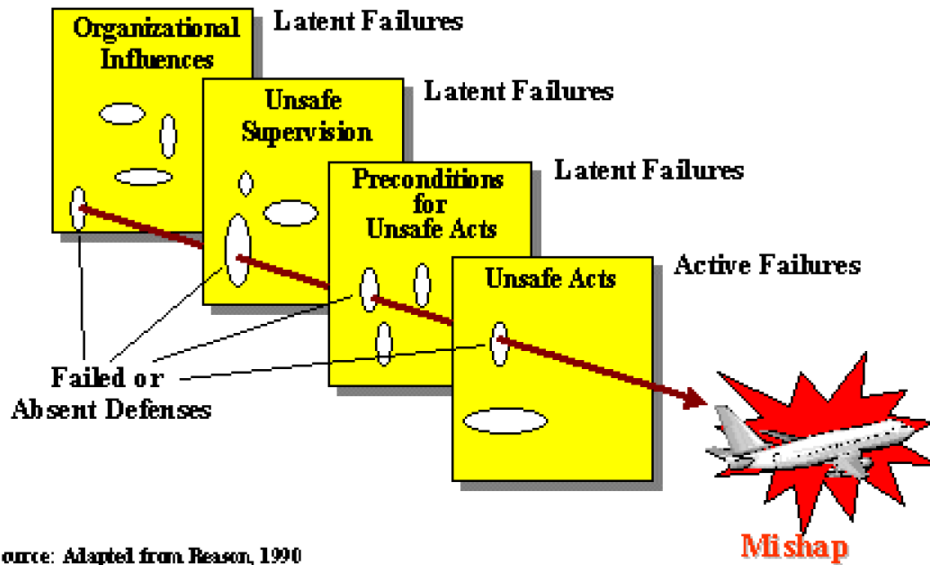 Organizational
Influences
Latent Failures
Unsafe
Supervision
Latent Failures
Preconditions
for
Unsafe Acts
Latent Failures
Unsafe Acts
Active Failures
Failed or
Absent Defenses
Mishap
ource: Adapted from Reason, 1990